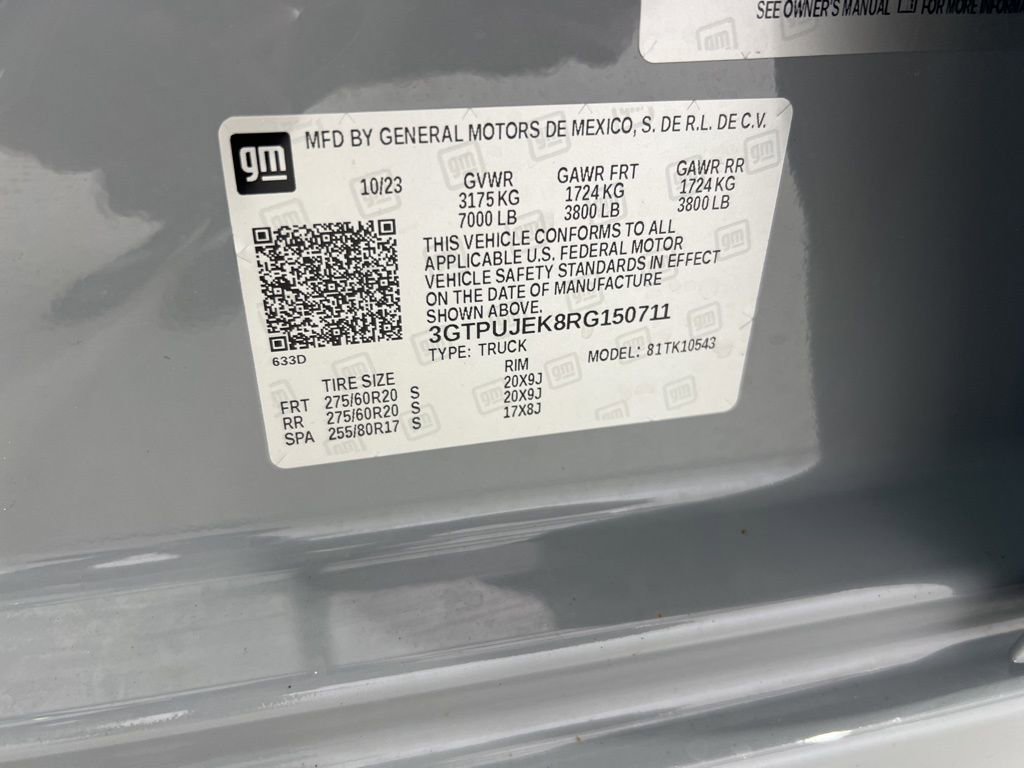 SEE OWNER'S MANUAL FOR MORE
gm
MFD BY GENERAL MOTORS DE MEXICO, S. DE R.L. DE C.V.
10/23 GVWR GAWR FRT GAWR RR
3175 KG 1724 KG 1724 KG
7000 LB 3800 LB 3800 LB
THIS VEHICLE CONFORMS TO ALL
APPLICABLE U.S. FEDERAL MOTOR
VEHICLE SAFETY STANDARDS IN EFFECT
ON THE DATE OF MANUFACTURE
SHOWN ABOVE.
3GTPUJEK8RG150711
633D
TYPE: TRUCK MODEL: 81TK10543
TIRE SIZE RIM
FRT 275/60R20 S 20X9J
RR 275/60R20 S 20X9J
SPA 255/80R17 S 17X8J